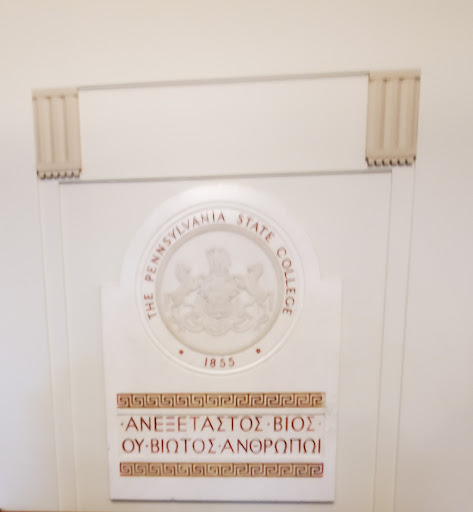 THE PENNSYLVANIA STATE COLLEGE
1855
·ΑΝΕΞΕΤΑΣΤΟΣ·ΒΙΟΣ·
ΟΥ·ΒΙΩΤΟΣ·ΑΝΘΡΩΠΩΙ